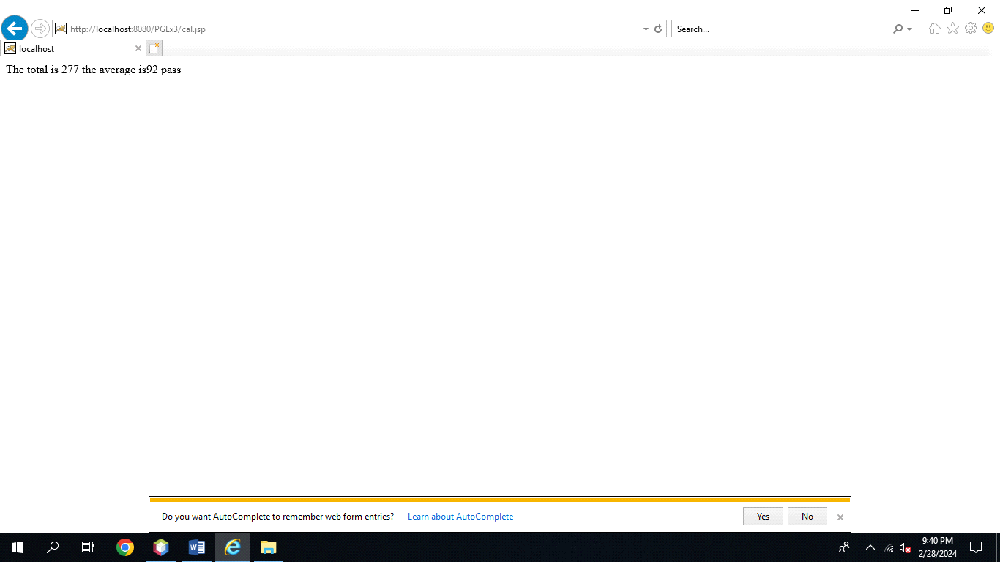 http://localhost:8080/PGEx3/cal.jsp
Search...
localhost
The total is 277 the average is92 pass
Do you want AutoComplete to remember web form entries? Learn about AutoComplete Yes No
9:40 PM
2/28/2024